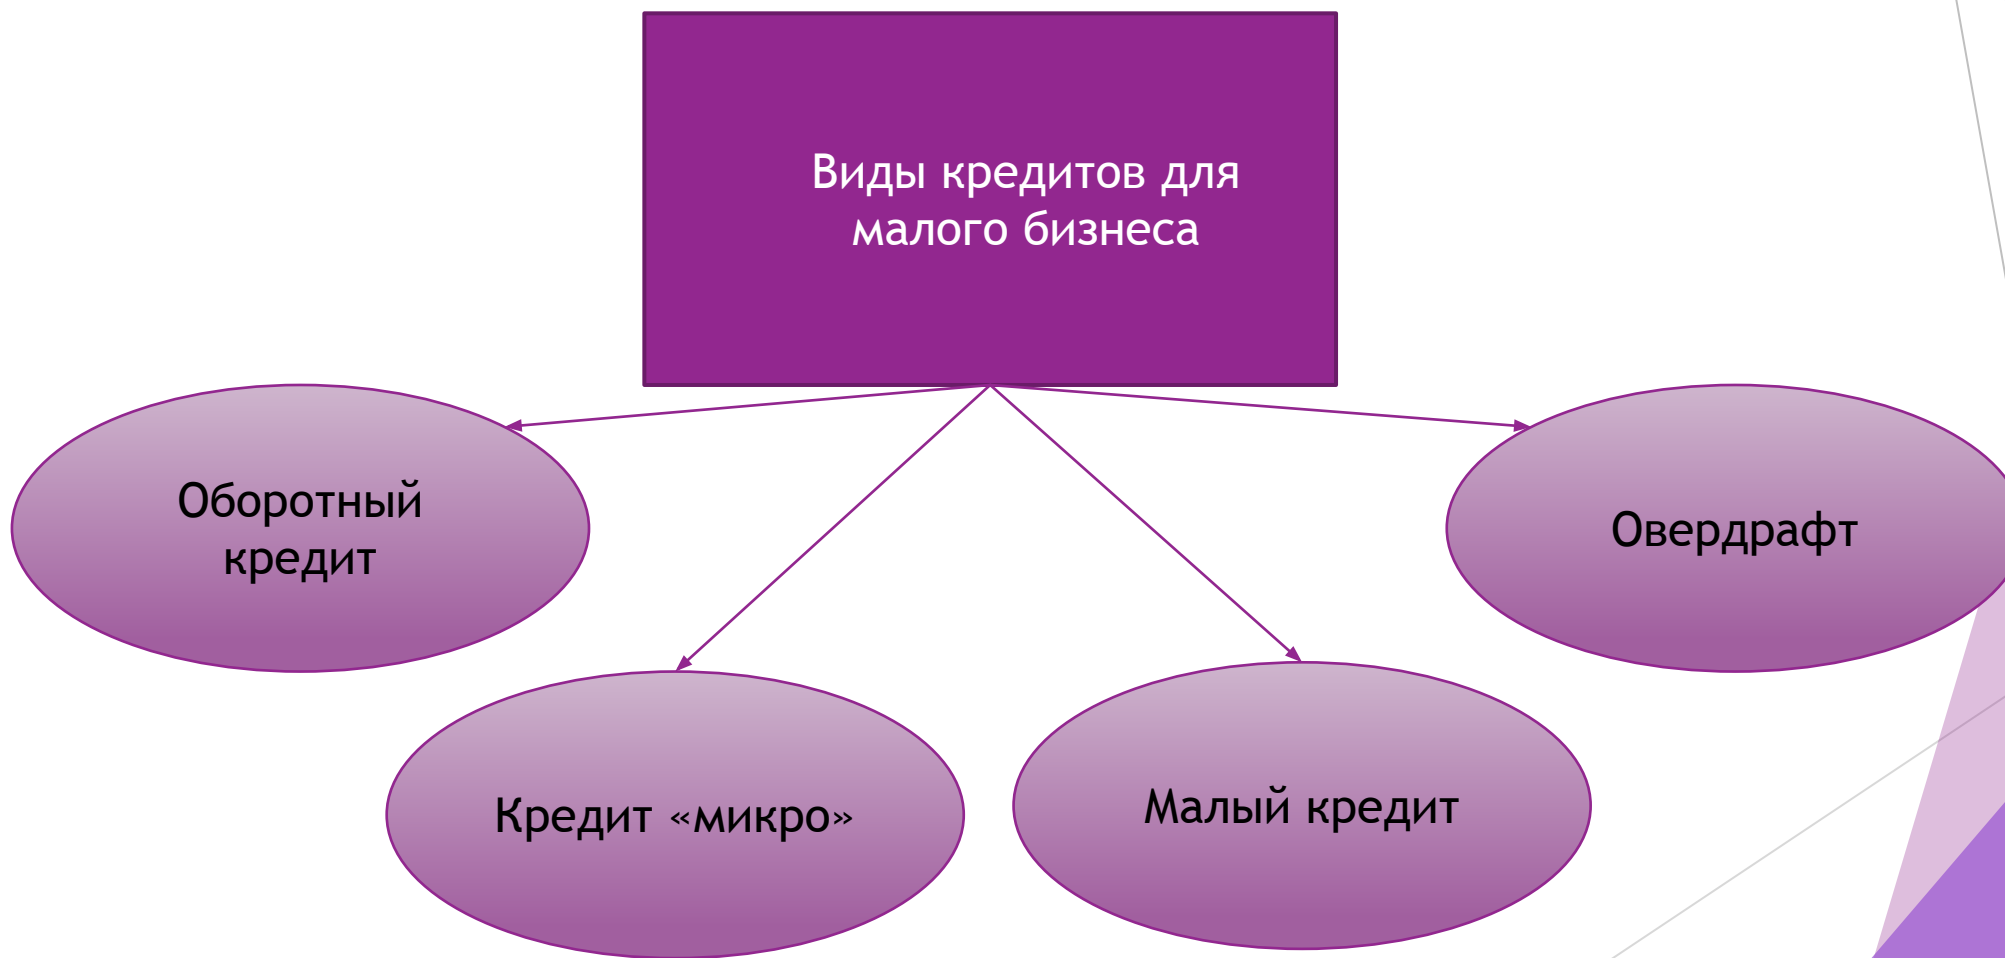 Виды кредитов для
малого бизнеса
Оборотный
кредит
Овердрафт
Кредит «микро»
Малый кредит